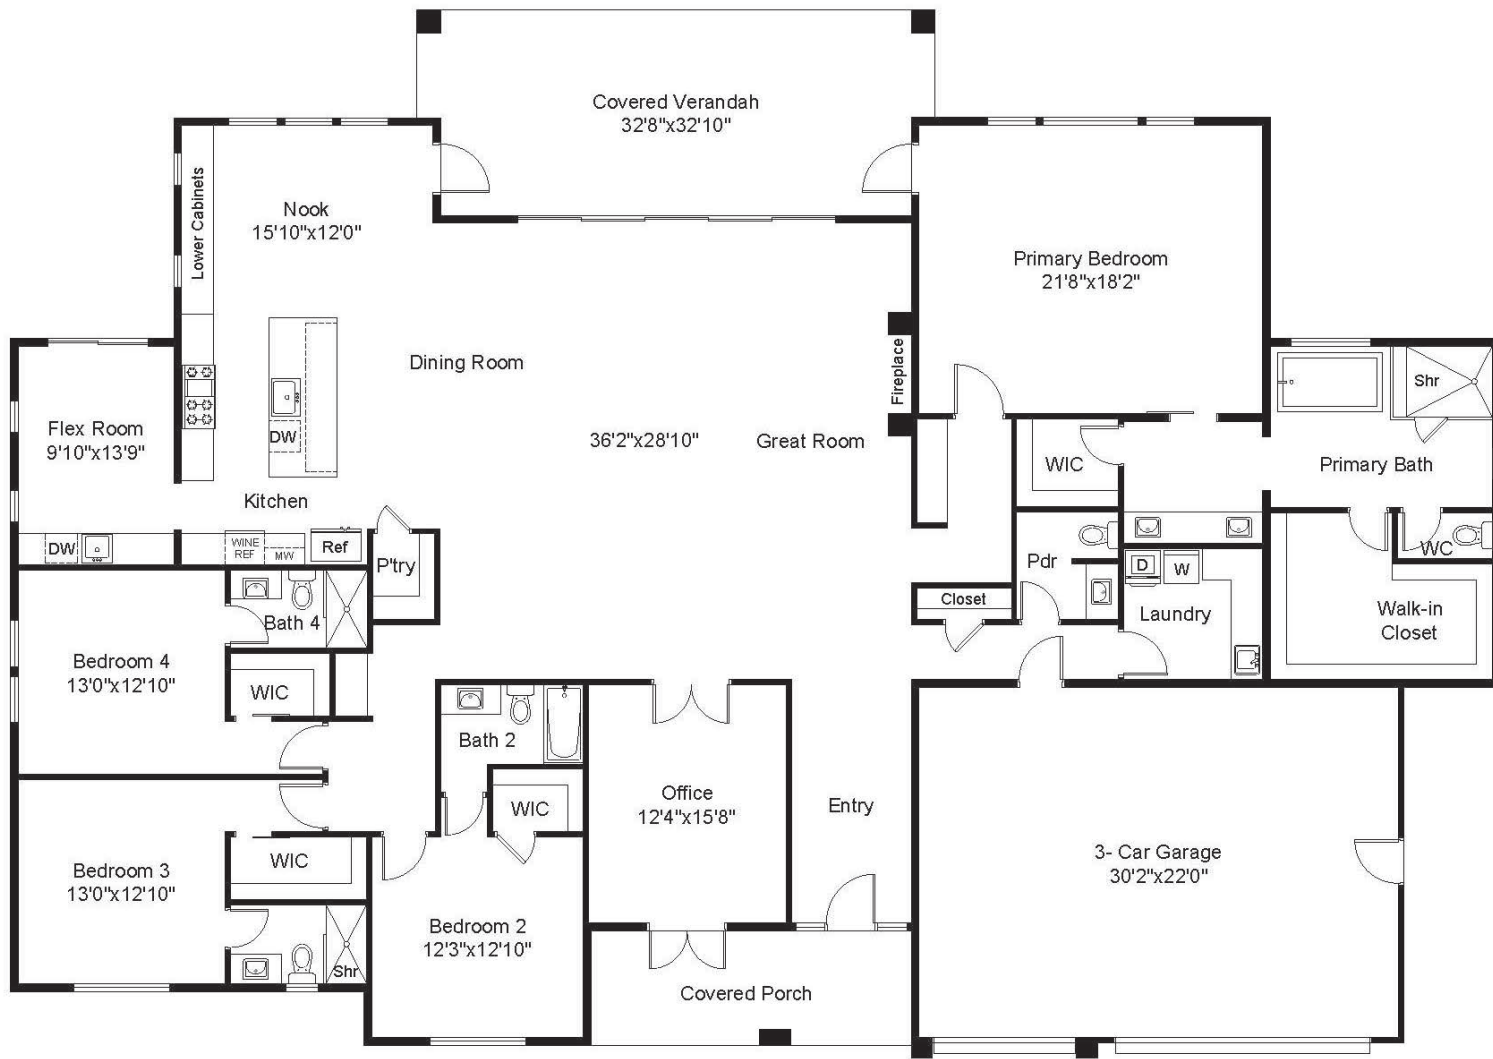 Covered Verandah
32'8"x32'10"
Lower Cabinets
Nook
15'10"x12'0"
Primary Bedroom
21'8"x18'2"
Dining Room
Fireplace
Shr
Flex Room
9'10"x13'9"
DW
36'2"x28'10"
Great Room
WIC
Primary Bath
Kitchen
DW
WINE
REF
MW
Ref
P'try
Pdr
D
W
WC
Closet
Laundry
Walk-in
Closet
Bath 4
Bedroom 4
13'0"x12'10"
WIC
Bath 2
WIC
Office
12'4"x15'8"
Entry
3- Car Garage
30'2"x22'0"
WIC
Bedroom 3
13'0"x12'10"
Bedroom 2
12'3"x12'10"
Shr
Covered Porch